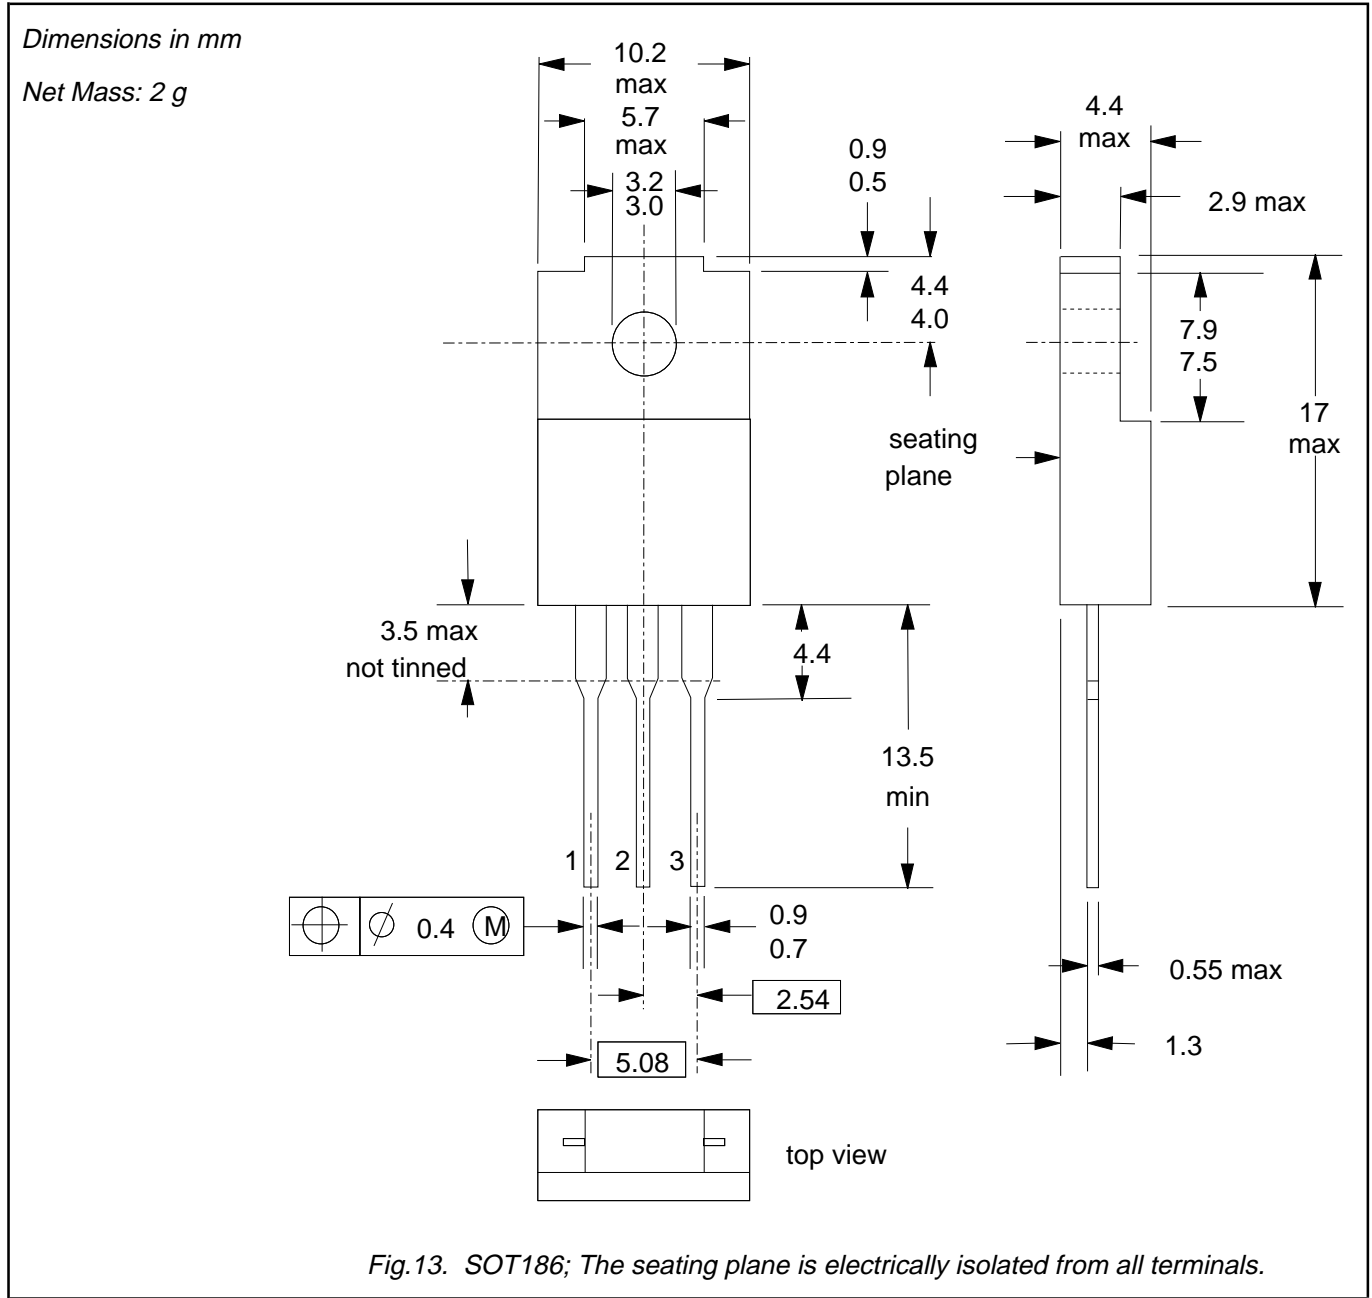 Dimensions in mm
Net Mass: 2 g
10.2
max
5.7
max
3.2
3.0
0.9
0.5
4.4
4.0
4.4
max
2.9 max
7.9
7.5
17
max
seating
plane
3.5 max
not tinned
4.4
13.5
min
1 2 3
0.4 M
0.9
0.7
2.54
5.08
0.55 max
1.3
top view
Fig.13. SOT186; The seating plane is electrically isolated from all terminals.